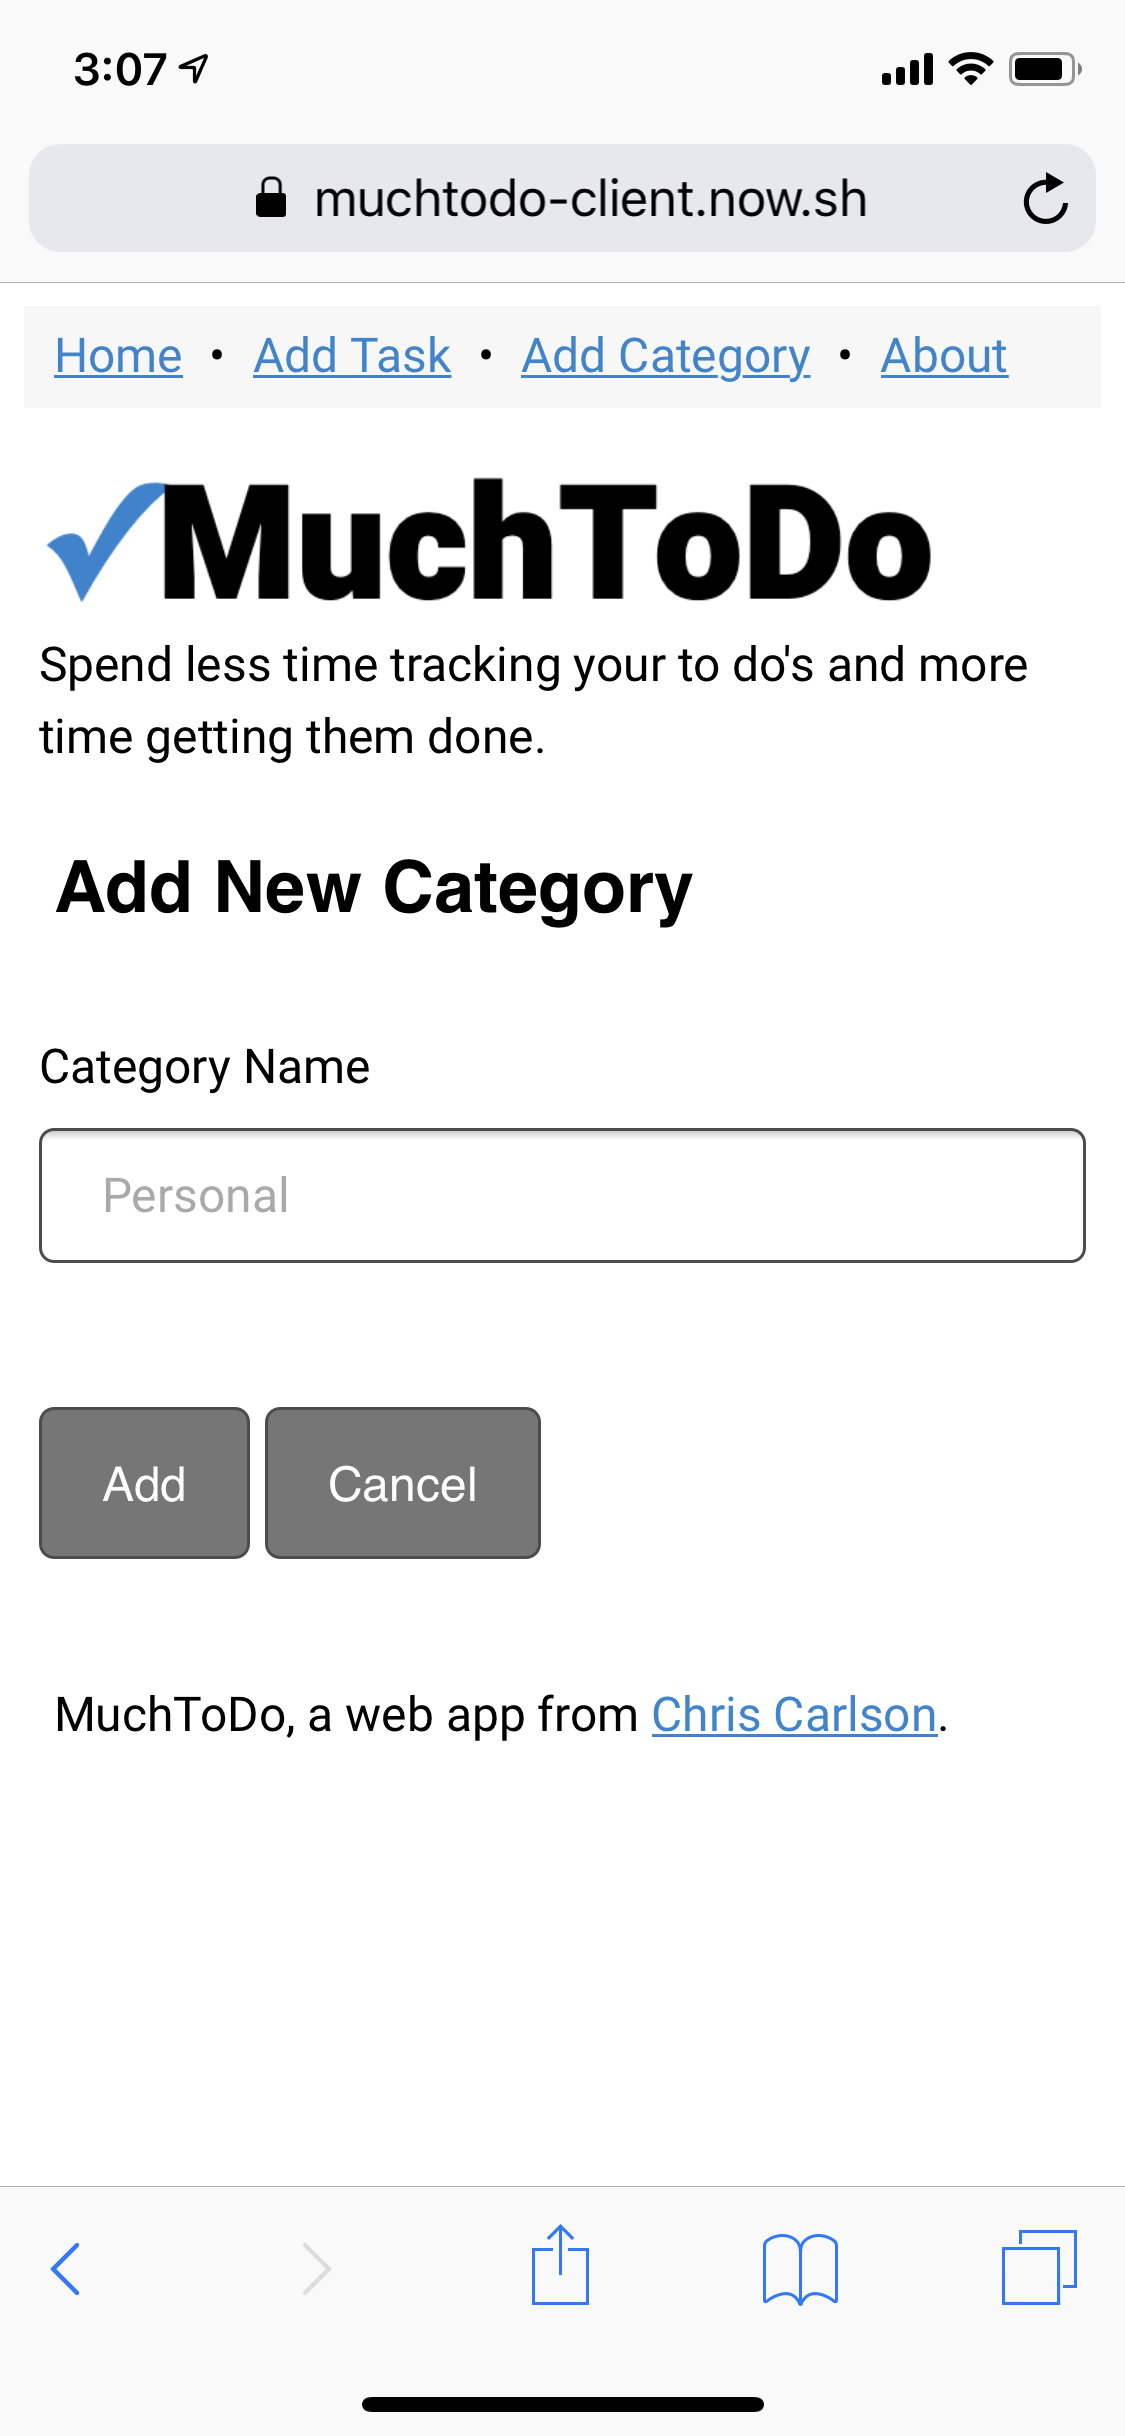 3:07
muchtodo-client.now.sh
Home • Add Task • Add Category • About
MuchToDo
Spend less time tracking your to do's and more
time getting them done.
Add New Category
Category Name
Personal
Add Cancel
MuchToDo, a web app from Chris Carlson.